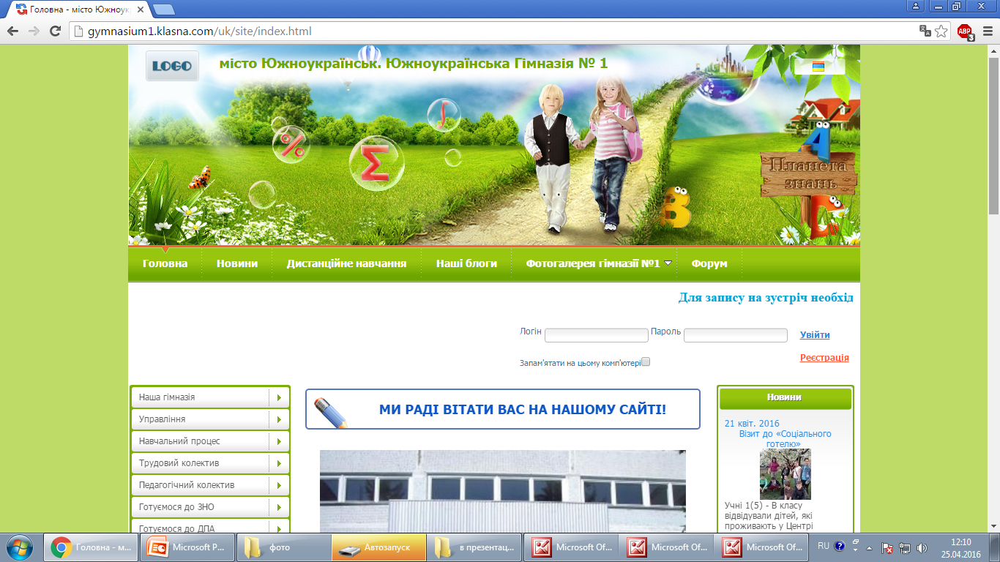 Головна - місто Южноукр
gymnasium1.klasna.com/uk/site/index.html
ABP
3
LOGO
місто Южноукраїнськ. Южноукраїнська Гімназія № 1
%
Σ
∫
A
Планета
знань
B
C
Головна
Новини
Дистанційне навчання
Наші блоги
Фотогалерея гімназії №1
Форум
Для запису на зустріч необхід
Логін
Пароль
Увійти
Запам'ятати на цьому комп'ютері
Реєстрація
Наша гімназія
Управління
Навчальний процес
Трудовий колектив
Педагогічний колектив
Готуємося до ЗНО
Готуємося до ДПА
МИ РАДІ ВІТАТИ ВАС НА НАШОМУ САЙТІ!
Новини
21 квіт. 2016
Візит до «Соціального
готелю»
Учні 1(5) - В класу
відвідували дітей, які
проживають у Центрі
Головна - м...
Microsoft P...
фото
Автозапуск
в презентац...
Microsoft Of...
Microsoft Of...
Microsoft Of...
RU
12:10
25.04.2016